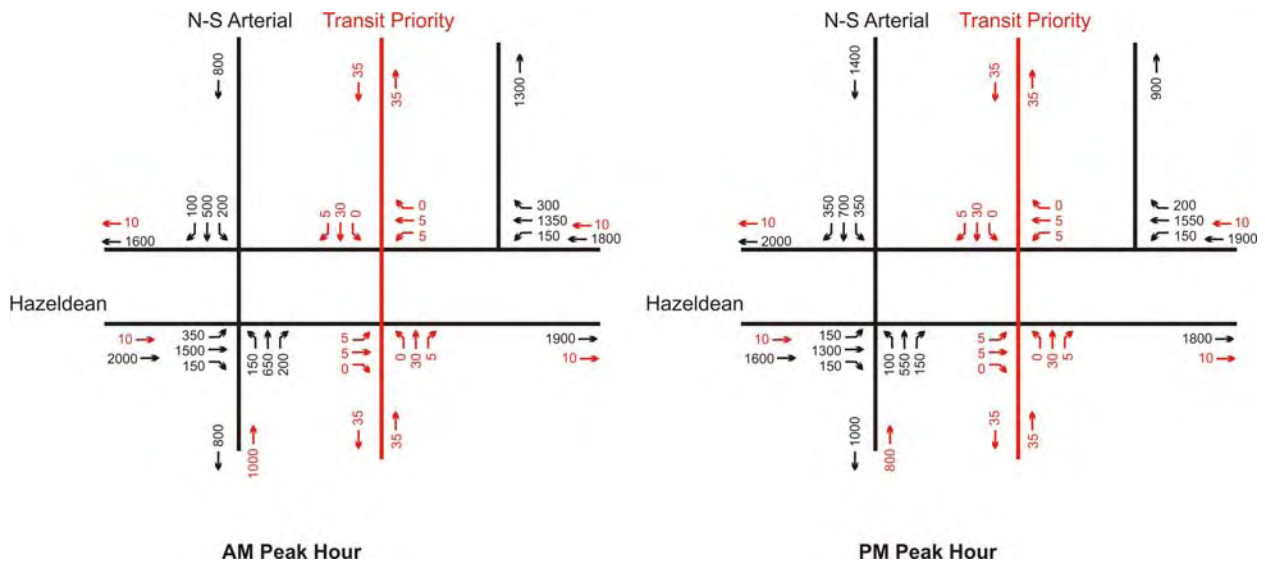 N-S Arterial Transit Priority N-S Arterial Transit Priority
800 35 35 1300 1400 35 35 900
100 500 200 5 30 0 0 300 350 700 350 5 30 0 0 200
10 5 1350 10 10 5 1550 10
1600 5 150 1800 2000 5 150 1900
Hazeldean Hazeldean
10 350 5 1900 10 150 5 1800
2000 1500 150 650 200 5 0 30 5 10 1600 1300 100 550 150 5 0 30 5 10
150 0 150 0
800 1000 35 35 1000 800 35 35
AM Peak Hour PM Peak Hour